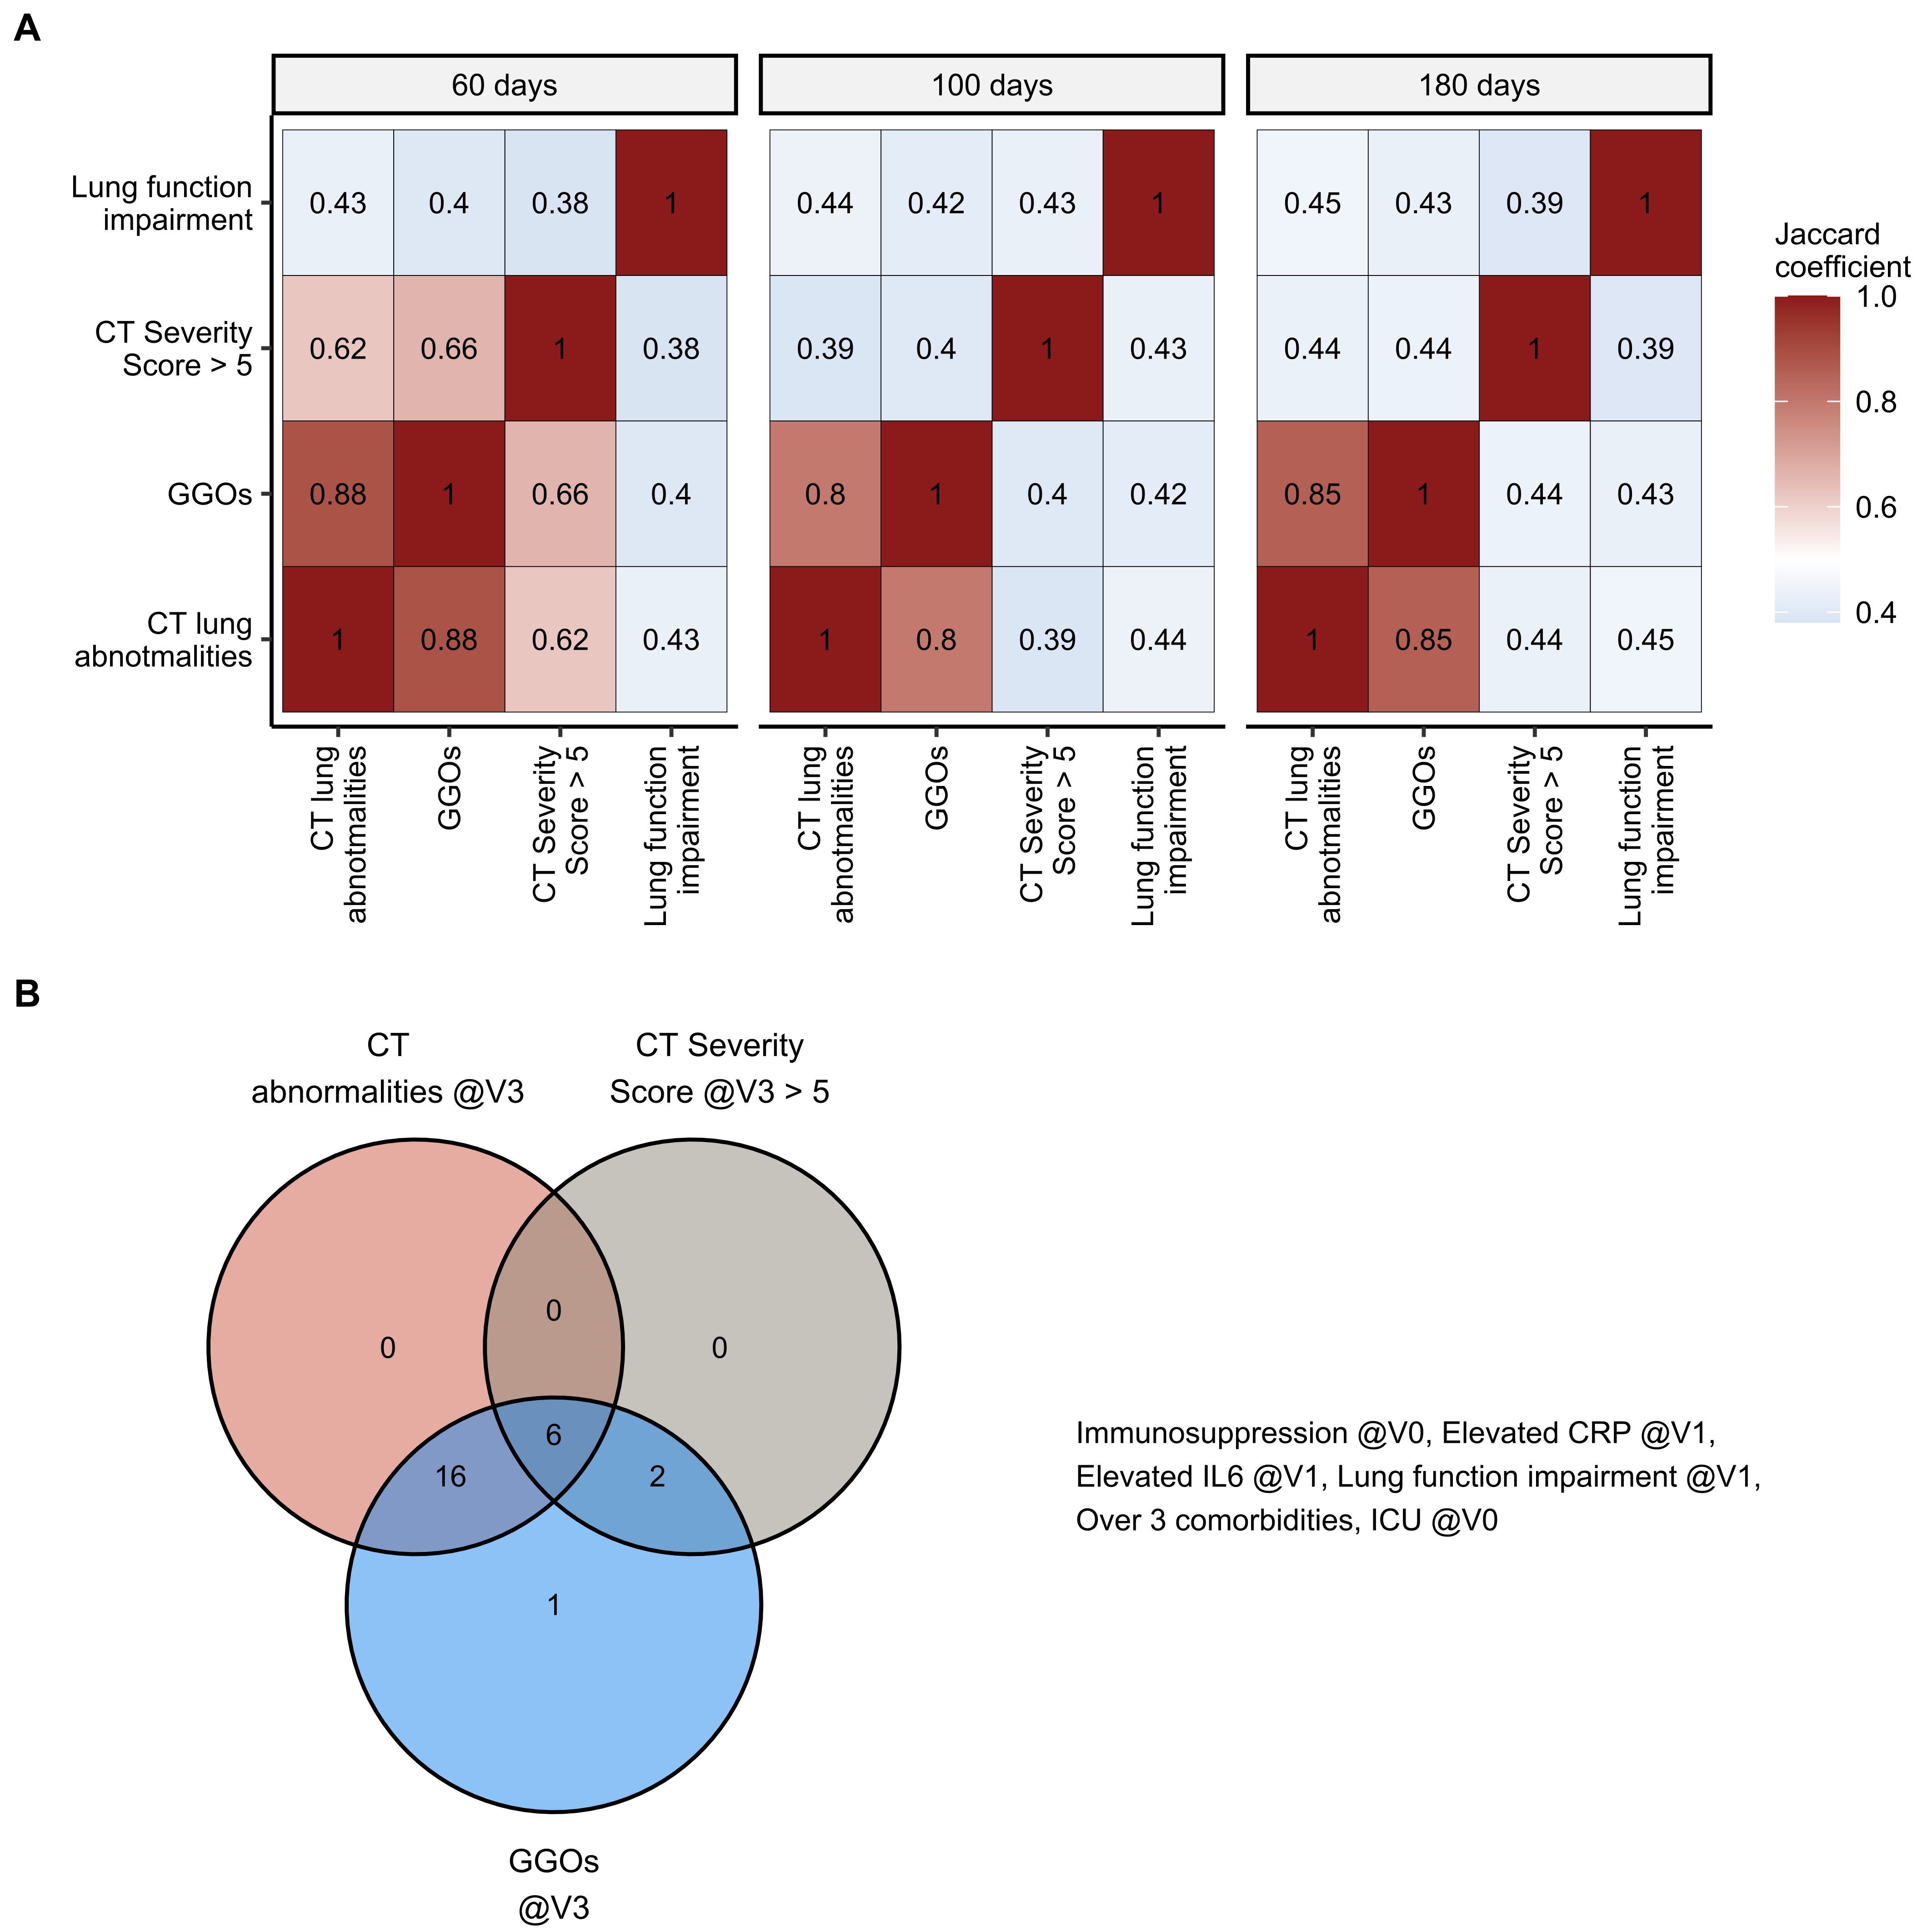 A
60 days
100 days
180 days
Lung function
impairment
0.43 0.4 0.38 1
0.44 0.42 0.43 1
0.45 0.43 0.39 1
CT Severity
Score > 5
0.62 0.66 1 0.38
0.39 0.4 1 0.43
0.44 0.44 1 0.39
GGOs
0.88 1 0.66 0.4
0.8 1 0.4 0.42
0.85 1 0.44 0.43
CT lung
abnotmalities
1 0.88 0.62 0.43
1 0.8 0.39 0.44
1 0.85 0.44 0.45
CT lung
abnotmalities
GGOs
CT Severity
Score > 5
Lung function
impairment
CT lung
abnotmalities
GGOs
CT Severity
Score > 5
Lung function
impairment
CT lung
abnotmalities
GGOs
CT Severity
Score > 5
Lung function
impairment
Jaccard
coefficient
1.0
0.8
0.6
0.4
B
CT
abnormalities @V3
CT Severity
Score @V3 > 5
0
0
0
6
16
2
1
GGOs
@V3
Immunosuppression @V0, Elevated CRP @V1,
Elevated IL6 @V1, Lung function impairment @V1,
Over 3 comorbidities, ICU @V0